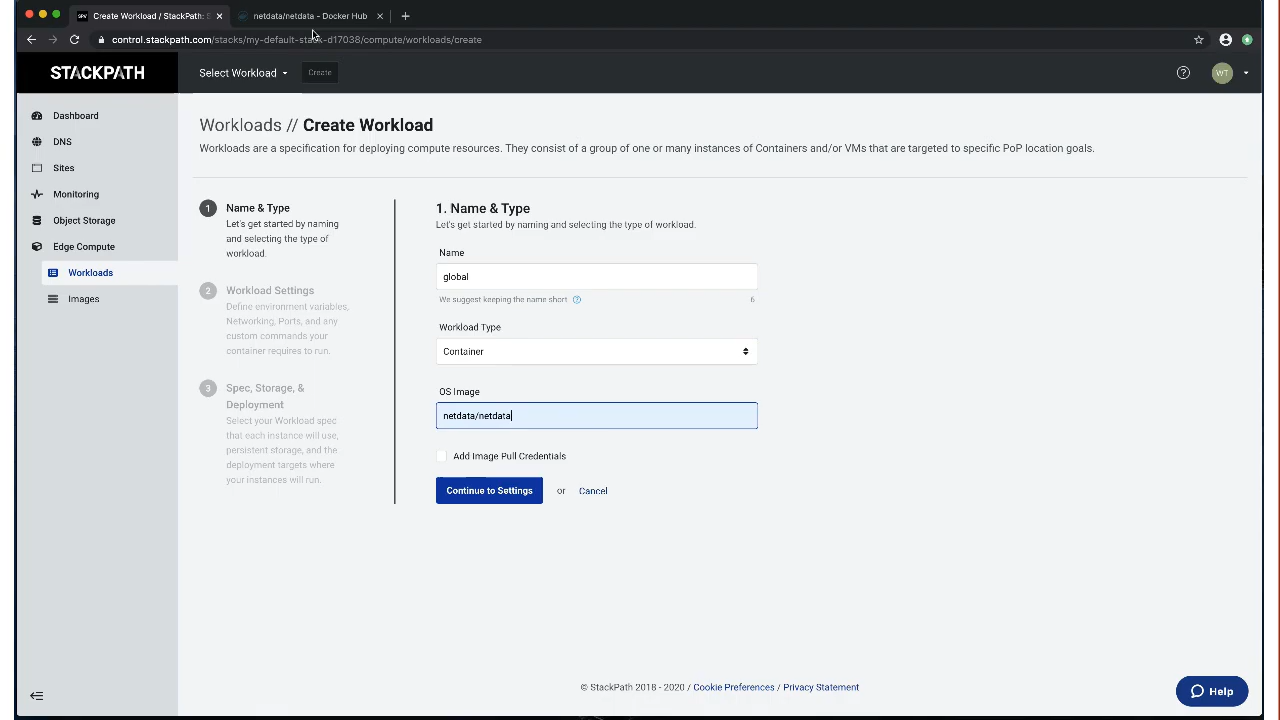 Create Workload / StackPath: S
netdata/netdata - Docker Hub
control.stackpath.com/stacks/my-default-stack-d17038/compute/workloads/create
STACKPATH
Select Workload
Create
WT
Dashboard
DNS
Sites
Monitoring
Object Storage
Edge Compute
Workloads
Images
Workloads // Create Workload
Workloads are a specification for deploying compute resources. They consist of a group of one or many instances of Containers and/or VMs that are targeted to specific PoP location goals.
1
Name & Type
Let's get started by naming
and selecting the type of
workload.
2
Workload Settings
Define environment variables,
Networking, Ports, and any
custom commands your
container requires to run.
3
Spec, Storage, &
Deployment
Select your Workload spec
that each instance will use,
persistent storage, and the
deployment targets where
your instances will run.
1. Name & Type
Let's get started by naming and selecting the type of workload.
Name
global
We suggest keeping the name short
6
Workload Type
Container
OS Image
netdata/netdata
Add Image Pull Credentials
Continue to Settings
or
Cancel
© StackPath 2018 - 2020 / Cookie Preferences / Privacy Statement
Help